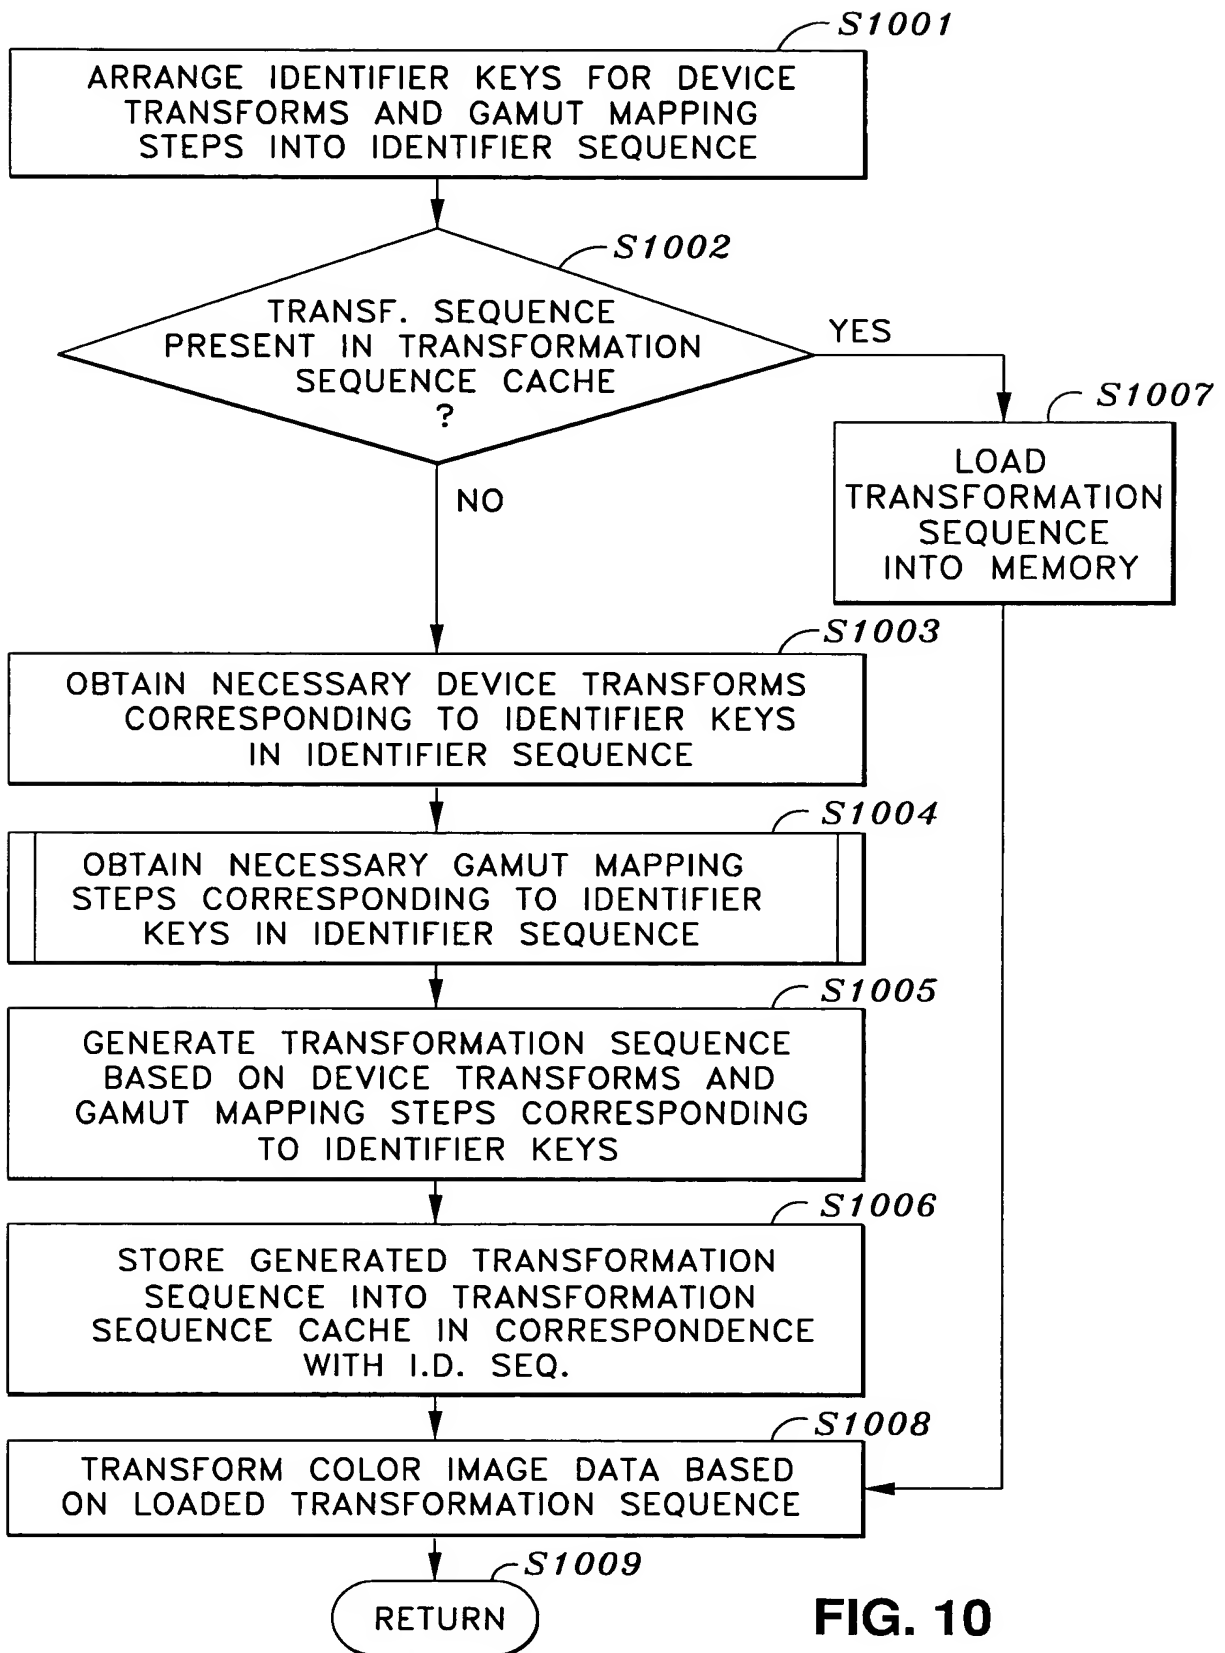 S1001
ARRANGE IDENTIFIER KEYS FOR DEVICE
TRANSFORMS AND GAMUT MAPPING
STEPS INTO IDENTIFIER SEQUENCE
S1002
TRANSF. SEQUENCE
PRESENT IN TRANSFORMATION
SEQUENCE CACHE
?
YES
NO
S1007
LOAD
TRANSFORMATION
SEQUENCE
INTO MEMORY
S1003
OBTAIN NECESSARY DEVICE TRANSFORMS
CORRESPONDING TO IDENTIFIER KEYS
IN IDENTIFIER SEQUENCE
S1004
OBTAIN NECESSARY GAMUT MAPPING
STEPS CORRESPONDING TO IDENTIFIER
KEYS IN IDENTIFIER SEQUENCE
S1005
GENERATE TRANSFORMATION SEQUENCE
BASED ON DEVICE TRANSFORMS AND
GAMUT MAPPING STEPS CORRESPONDING
TO IDENTIFIER KEYS
S1006
STORE GENERATED TRANSFORMATION
SEQUENCE INTO TRANSFORMATION
SEQUENCE CACHE IN CORRESPONDENCE
WITH I.D. SEQ.
S1008
TRANSFORM COLOR IMAGE DATA BASED
ON LOADED TRANSFORMATION SEQUENCE
S1009
RETURN
FIG. 10